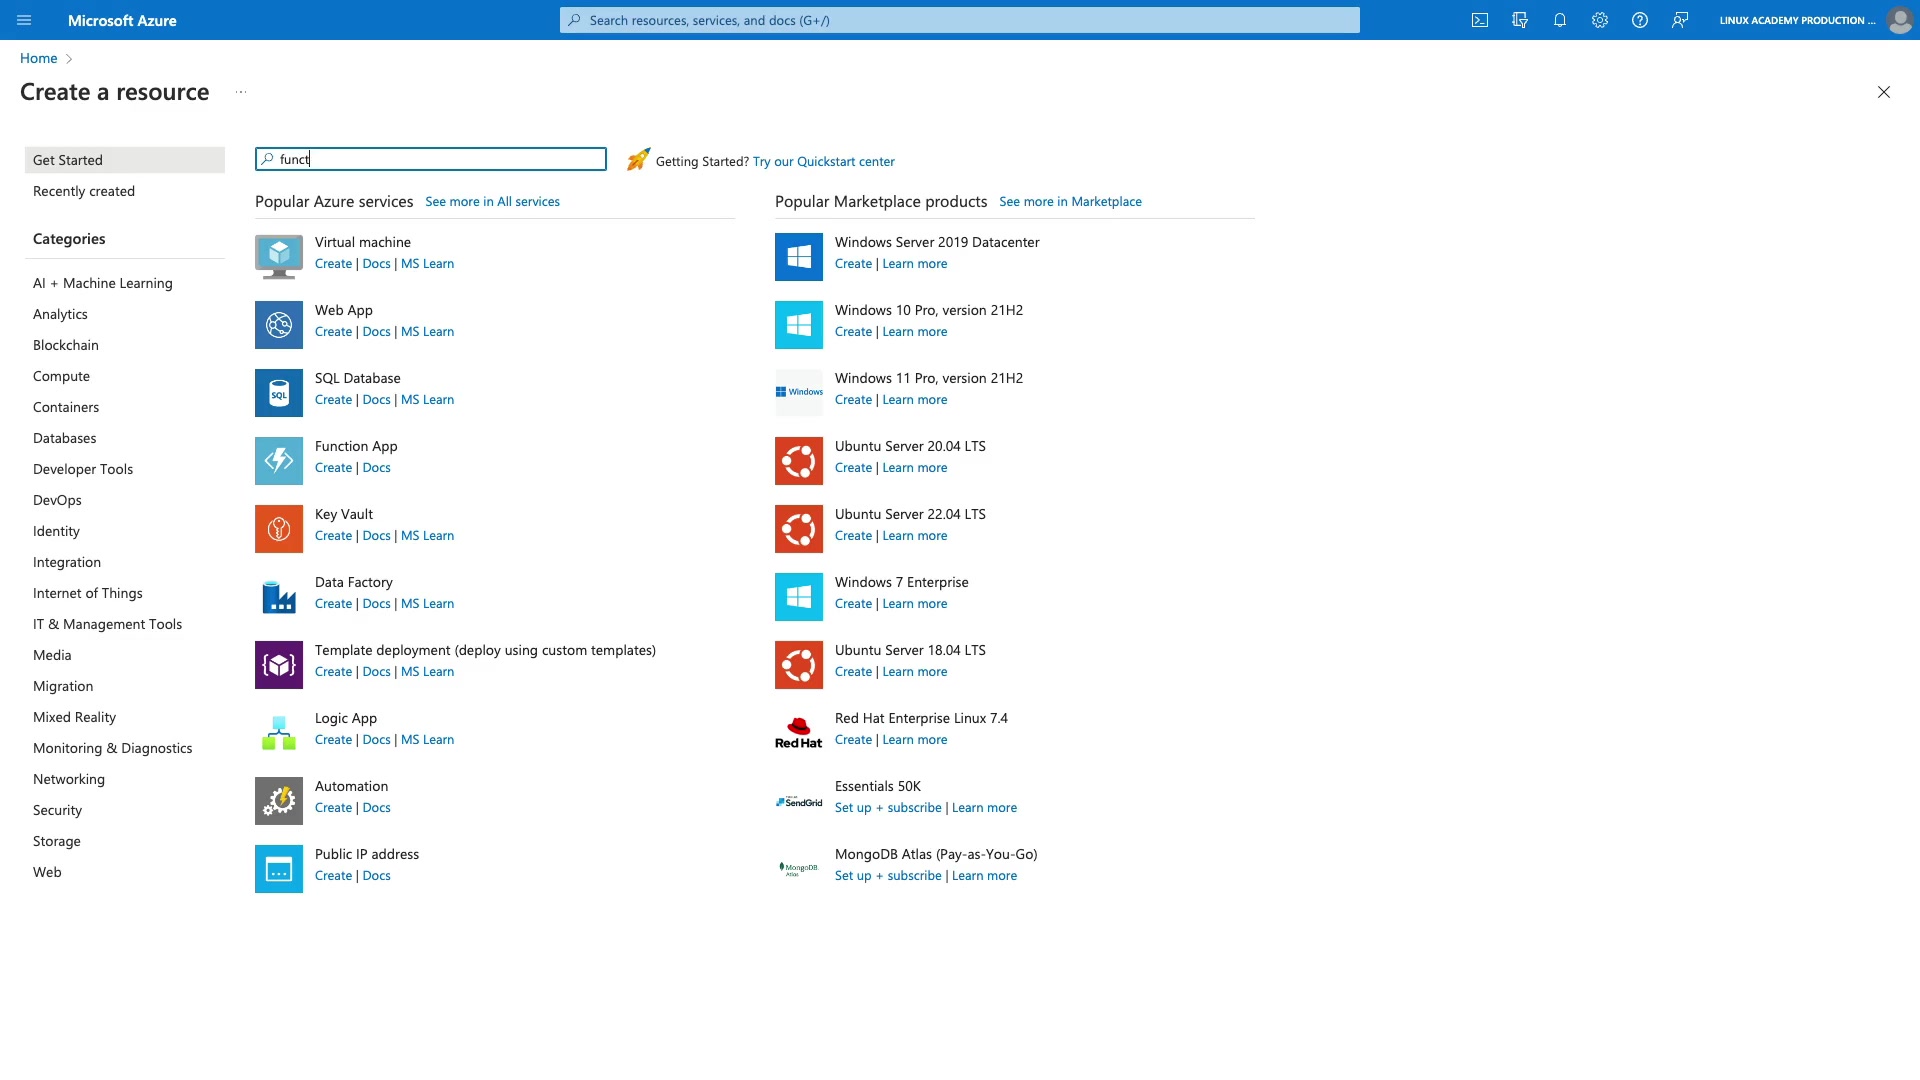 Microsoft Azure
Search resources, services, and docs (G+/)
LINUX ACADEMY PRODUCTION ...
Home
Create a resource
...
Get Started
Recently created
Categories
AI + Machine Learning
Analytics
Blockchain
Compute
Containers
Databases
Developer Tools
DevOps
Identity
Integration
Internet of Things
IT & Management Tools
Media
Migration
Mixed Reality
Monitoring & Diagnostics
Networking
Security
Storage
Web
funct
Getting Started? Try our Quickstart center
Popular Azure services See more in All services
Virtual machine
Create | Docs | MS Learn
Web App
Create | Docs | MS Learn
SQL
SQL Database
Create | Docs | MS Learn
Function App
Create | Docs
Key Vault
Create | Docs | MS Learn
Data Factory
Create | Docs | MS Learn
Template deployment (deploy using custom templates)
Create | Docs | MS Learn
Logic App
Create | Docs | MS Learn
Automation
Create | Docs
Public IP address
Create | Docs
Popular Marketplace products See more in Marketplace
Windows Server 2019 Datacenter
Create | Learn more
Windows 10 Pro, version 21H2
Create | Learn more
Windows
Windows 11 Pro, version 21H2
Create | Learn more
Ubuntu Server 20.04 LTS
Create | Learn more
Ubuntu Server 22.04 LTS
Create | Learn more
Windows 7 Enterprise
Create | Learn more
Ubuntu Server 18.04 LTS
Create | Learn more
Red Hat
Red Hat Enterprise Linux 7.4
Create | Learn more
SendGrid
Essentials 50K
Set up + subscribe | Learn more
MongoDB.
Atlas
MongoDB Atlas (Pay-as-You-Go)
Set up + subscribe | Learn more